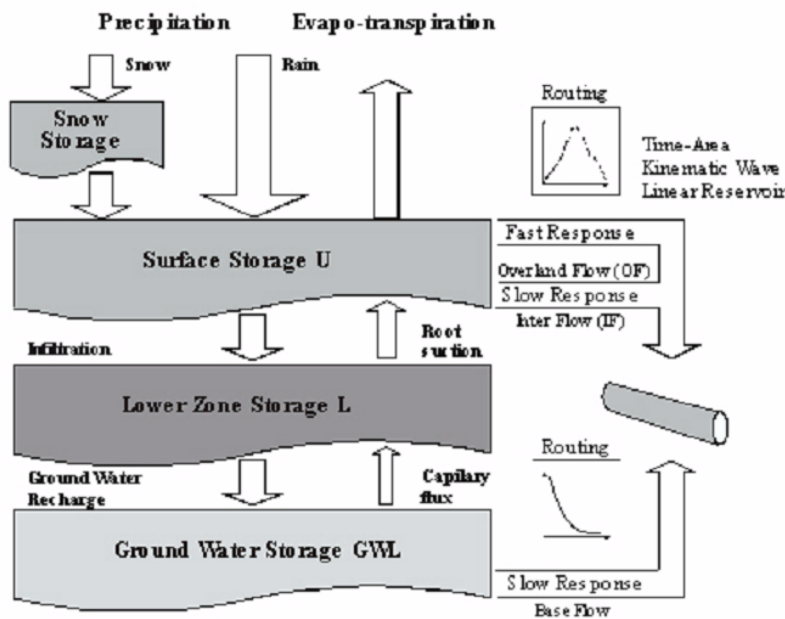 Precipitation
Evapo-transpiration
Snow
Rain
Snow
Storage
Routing
Time-Area
Kinematic Wave
Linear Reservoir
Surface Storage U
Fast Response
Overland Flow (OF)
Slow Response
Inter Flow (IF)
Infiltration
Root
suction
Lower Zone Storage L
Ground Water
Recharge
Capilary
flux
Routing
Ground Water Storage GWL
Slow Response
Base Flow